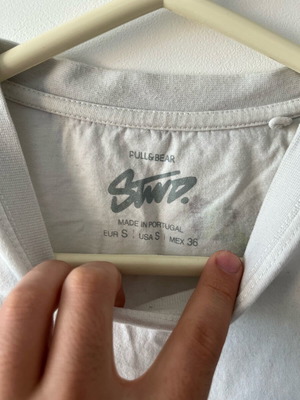 PULL&BEAR
STWD.
MADE IN PORTUGAL
EUR S | USA S | MEX 36